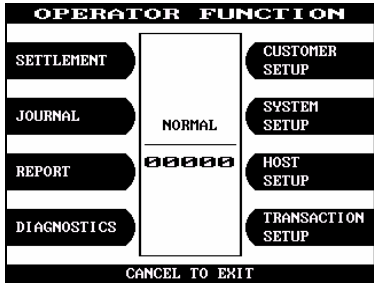 OPERATOR FUNCTION
SETTLEMENT
JOURNAL
REPORT
DIAGNOSTICS
NORMAL
00000
CUSTOMER
SETUP
SYSTEM
SETUP
HOST
SETUP
TRANSACTION
SETUP
CANCEL TO EXIT